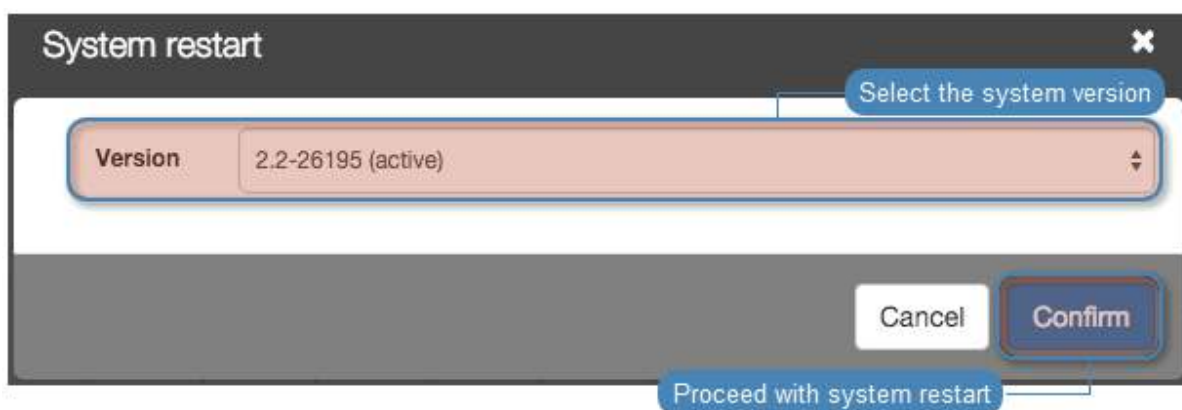 System restart
Select the system version
Version 2.2-26195 (active)
Cancel Confirm
Proceed with system restart